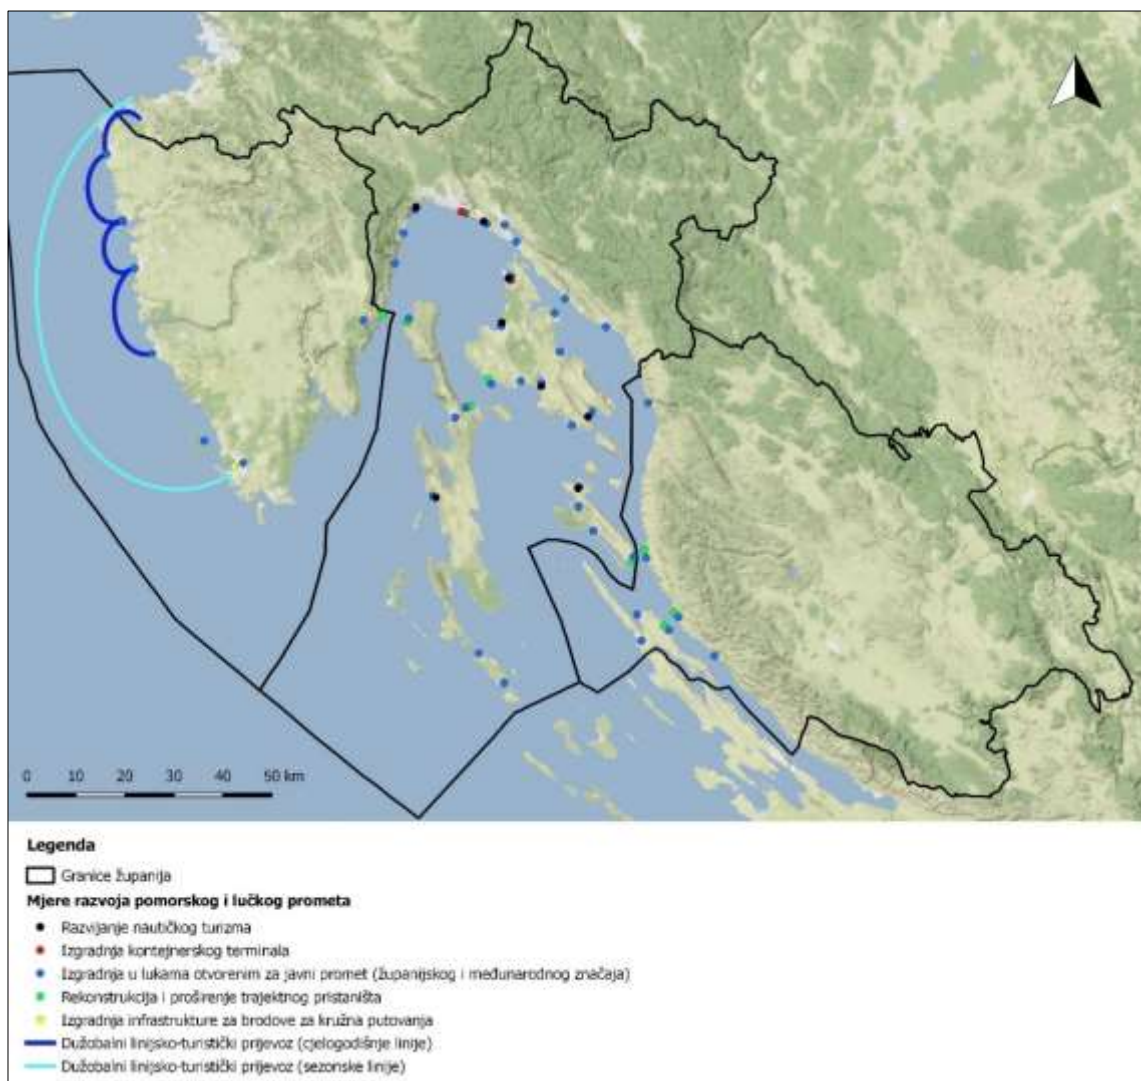 0 10 20 30 40 50 km
Legenda
Granice županija
Mjere razvoja pomorskog i lučkog prometa
Razvijanje nautičkog turizma
Izgradnja kontejnerskog terminala
Izgradnja u lukama otvorenim za javni promet (županijskog i međunarodnog značaja)
Rekonstrukcija i proširenje trajektnog pristaništa
Izgradnja infrastrukture za brodove za kružna putovanja
Dužobalni linijsko-turistički prijevoz (cjelogodišnje linije)
Dužobalni linijsko-turistički prijevoz (sezonske linije)